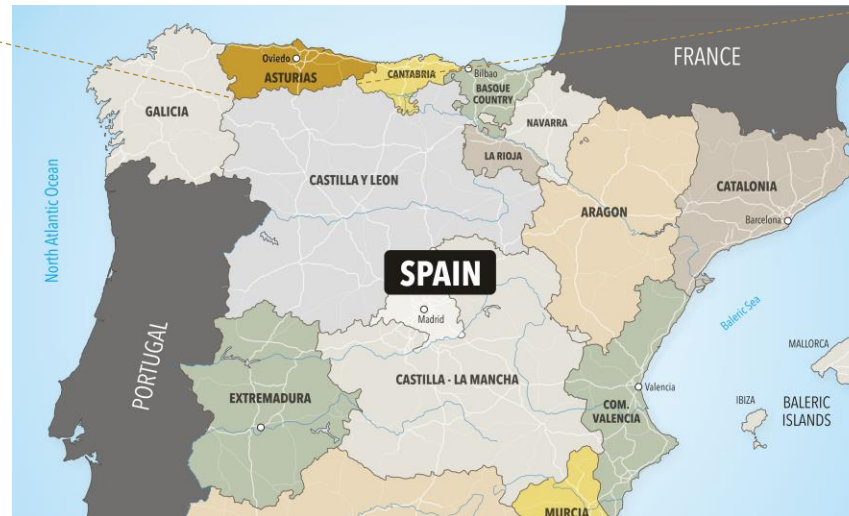 FRANCE
Oviedo
ASTURIAS
CANTABRIA
Bilbao
BASQUE
COUNTRY
GALICIA
NAVARRA
LA RIOJA
CASTILLA Y LEON
CATALONIA
ARAGON
Barcelona
North Atlantic Ocean
SPAIN
Madrid
Baleric Sea
PORTUGAL
MALLORCA
CASTILLA - LA MANCHA
Valencia
EXTREMADURA
COM.
VALENCIA
IBIZA
BALERIC
ISLANDS
MURCIA